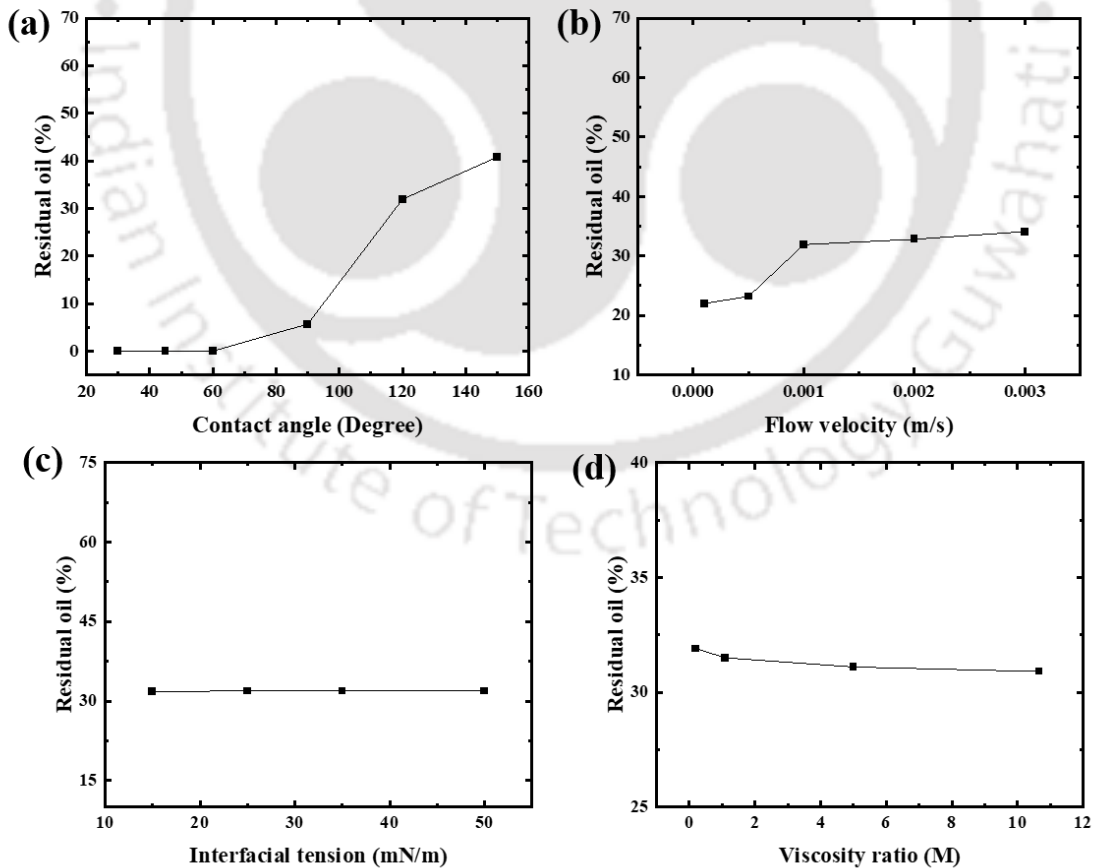 (a)
70
60
50
40
30
20
10
0
Residual oil (%)
20 40 60 80 100 120 140 160
Contact angle (Degree)
(b)
70
60
50
40
30
20
10
Residual oil (%)
0.000 0.001 0.002 0.003
Flow velocity (m/s)
(c)
75
60
45
30
15
Residual oil (%)
10 20 30 40 50
Interfacial tension (mN/m)
(d)
40
35
30
25
Residual oil (%)
0 2 4 6 8 10 12
Viscosity ratio (M)
Indian Institute of Technology Guwahati